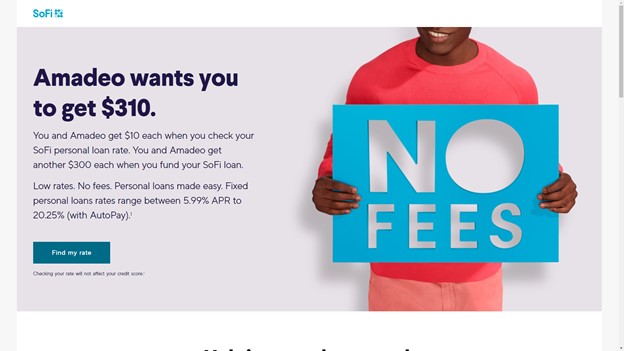 SoFi
Amadeo wants you
to get $310.
You and Amadeo get $10 each when you check your
SoFi personal loan rate. You and Amadeo get
another $300 each when you fund your SoFi loan.
Low rates. No fees. Personal loans made easy. Fixed
personal loans rates range between 5.99% APR to
20.25% (with AutoPay).¹
Find my rate
Checking your rate will not affect your credit score.²
NO
FEES